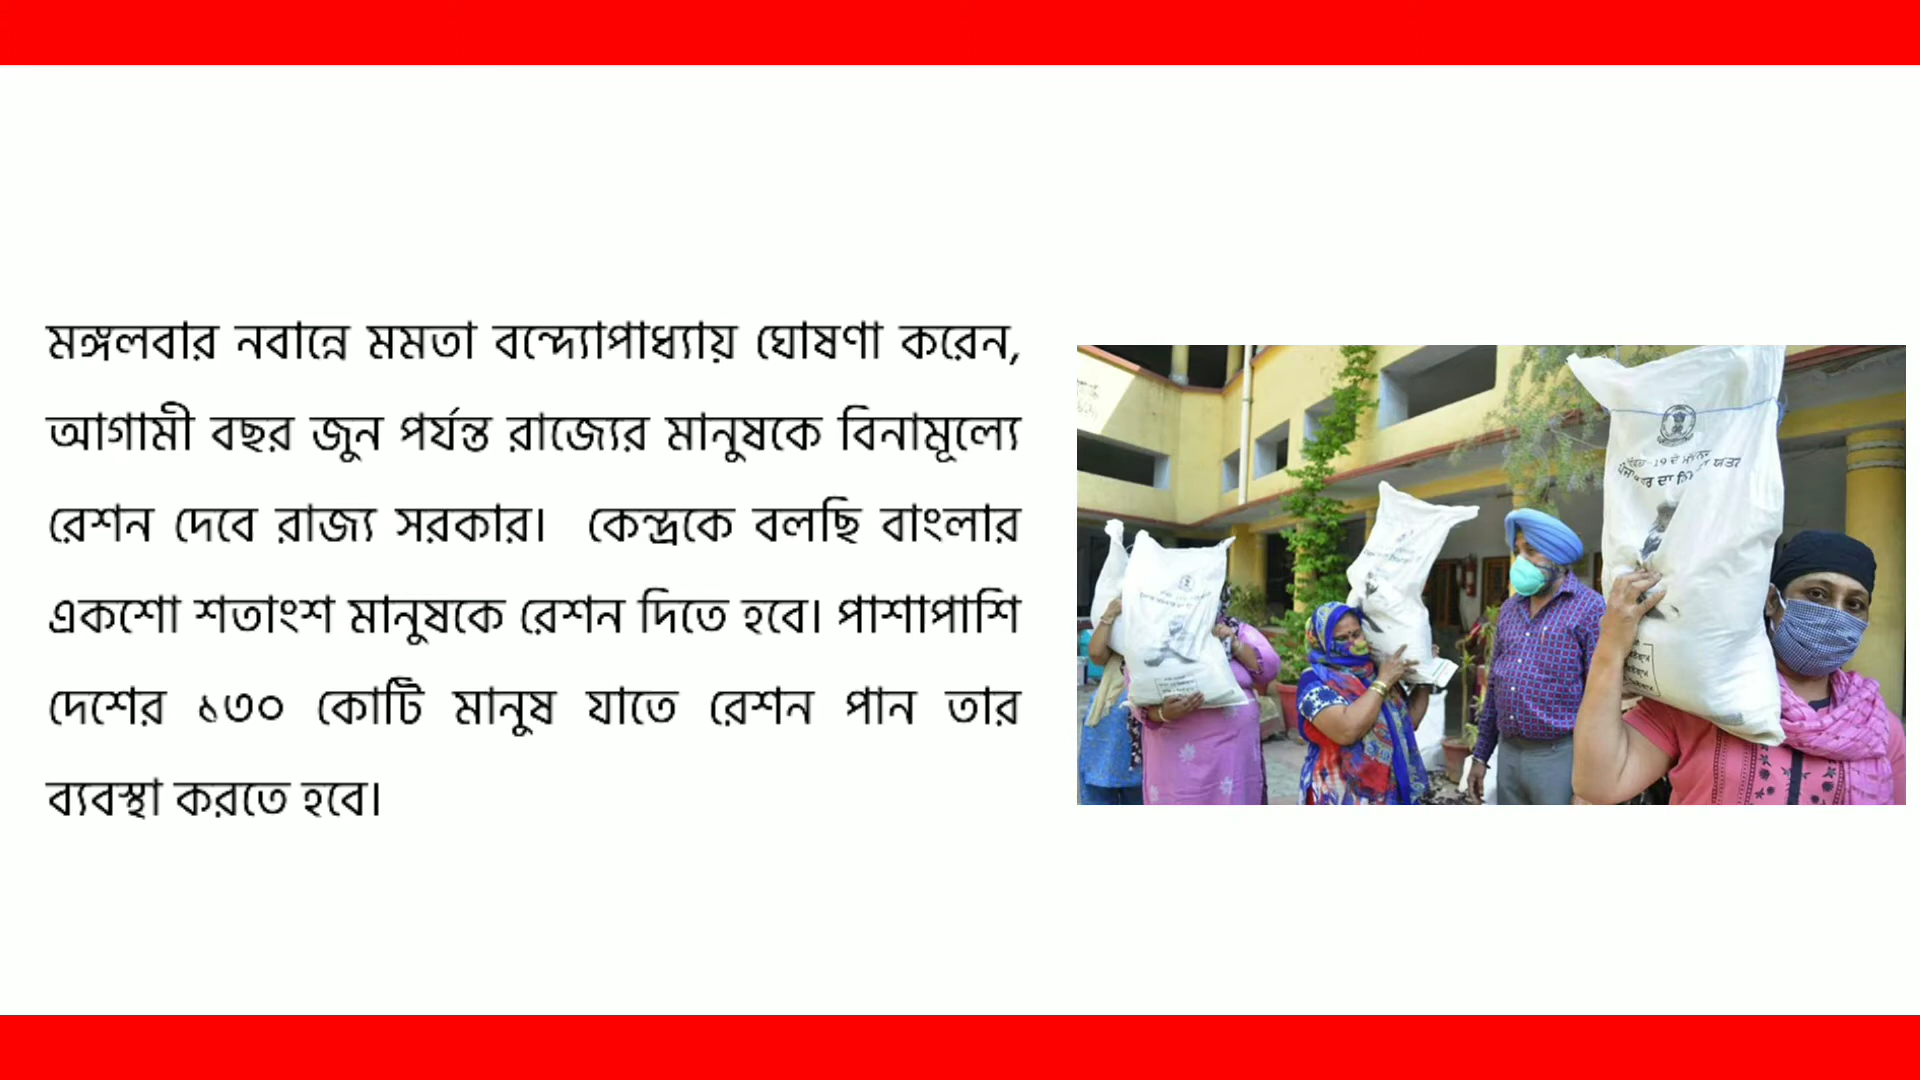 মঙ্গলবার নবান্নে মমতা বন্দ্যোপাধ্যায় ঘোষণা করেন,
আগামী বছর জুন পর্যন্ত রাজ্যের মানুষকে বিনামূল্যে
রেশন দেবে রাজ্য সরকার।  কেন্দ্রকে বলছি বাংলার
একশো শতাংশ মানুষকে রেশন দিতে হবে। পাশাপাশি
দেশের ১৩০ কোটি মানুষ যাতে রেশন পান তার
ব্যবস্থা করতে হবে।